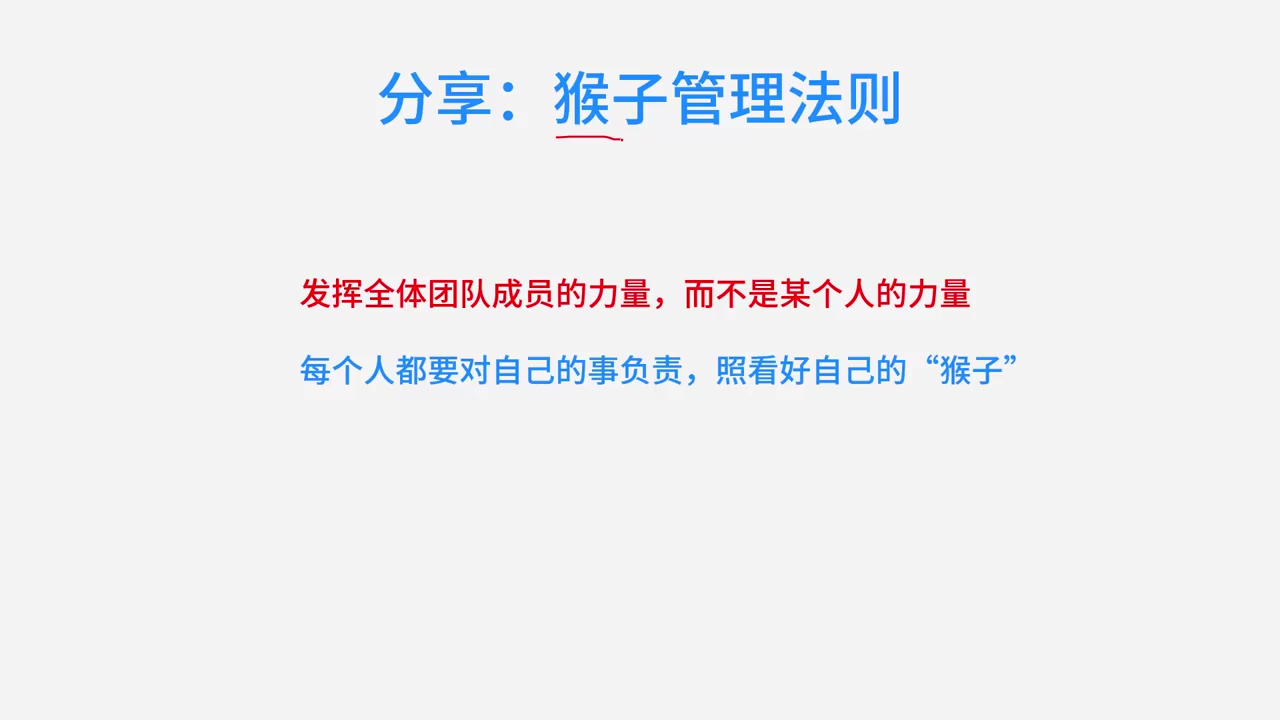 分享：猴子管理法则
发挥全体团队成员的力量，而不是某个人的力量
每个人都要对自己的事负责，照看好自己的“猴子”